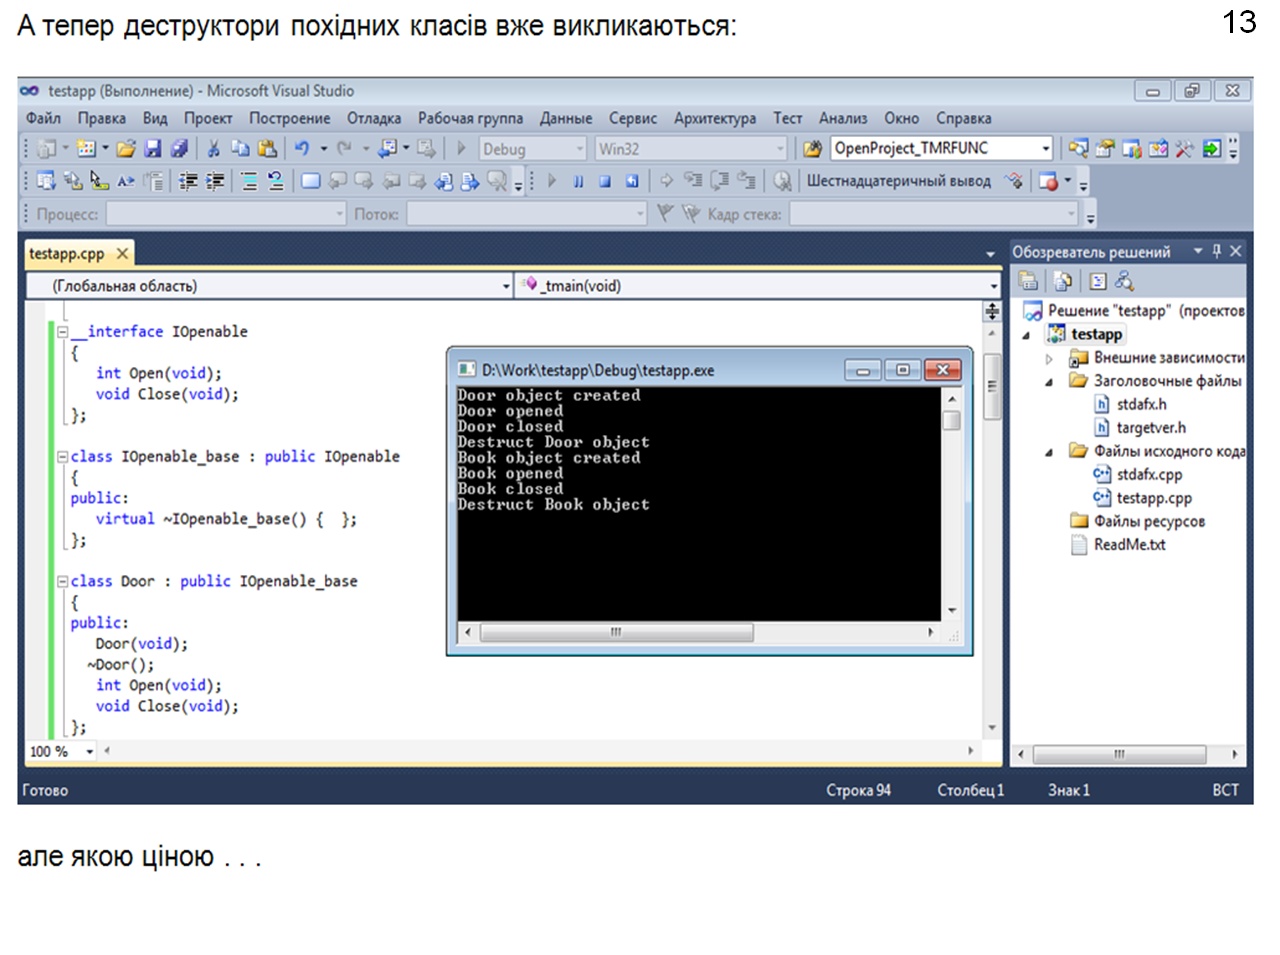 А тепер деструктори похідних класів вже викликаються:
13
testapp (Выполнение) - Microsoft Visual Studio
Файл Правка Вид Проект Построение Отладка Рабочая группа Данные Сервис Архитектура Тест Анализ Окно Справка
Debug Win32 OpenProject_TMRFUNC
Шестнадцатеричный вывод
Процесс: Поток: Кадр стека:
testapp.cpp
(Глобальная область) _tmain(void)
__interface IOpenable
{
int Open(void);
void Close(void);
};
class IOpenable_base : public IOpenable
{
public:
virtual ~IOpenable_base() { };
};
class Door : public IOpenable_base
{
public:
Door(void);
~Door();
int Open(void);
void Close(void);
};
100 %
D:\Work\testapp\Debug\testapp.exe
Door object created
Door opened
Door closed
Destruct Door object
Book object created
Book opened
Book closed
Destruct Book object
Обозреватель решений
Решение "testapp" (проектов
testapp
Внешние зависимости
Заголовочные файлы
stdafx.h
targetver.h
Файлы исходного кода
stdafx.cpp
testapp.cpp
Файлы ресурсов
ReadMe.txt
Готово Строка 94 Столбец 1 Знак 1 ВСТ
але якою ціною . . .